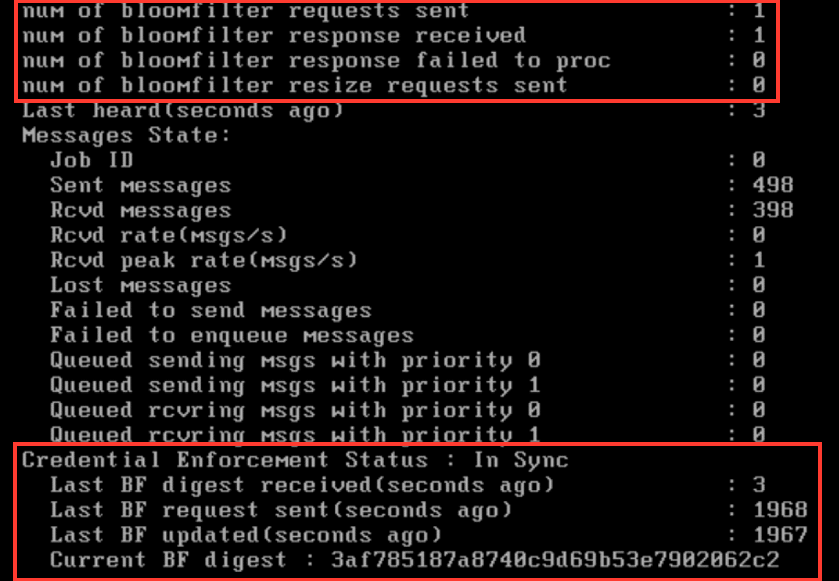 num of bloomfilter requests sent : 1
num of bloomfilter response received : 1
num of bloomfilter response failed to proc : 0
num of bloomfilter resize requests sent : 0
Last heard(seconds ago) : 3
Messages State:
Job ID : 0
Sent messages : 498
Rcvd messages : 398
Rcvd rate(msgs/s) : 0
Rcvd peak rate(msgs/s) : 1
Lost messages : 0
Failed to send messages : 0
Failed to enqueue messages : 0
Queued sending msgs with priority 0 : 0
Queued sending msgs with priority 1 : 0
Queued rcvring msgs with priority 0 : 0
Queued rcvring msgs with priority 1 : 0
Credential Enforcement Status : In Sync
Last BF digest received(seconds ago) : 3
Last BF request sent(seconds ago) : 1968
Last BF updated(seconds ago) : 1967
Current BF digest : 3af785187a8740c9d69b53e7902062c2